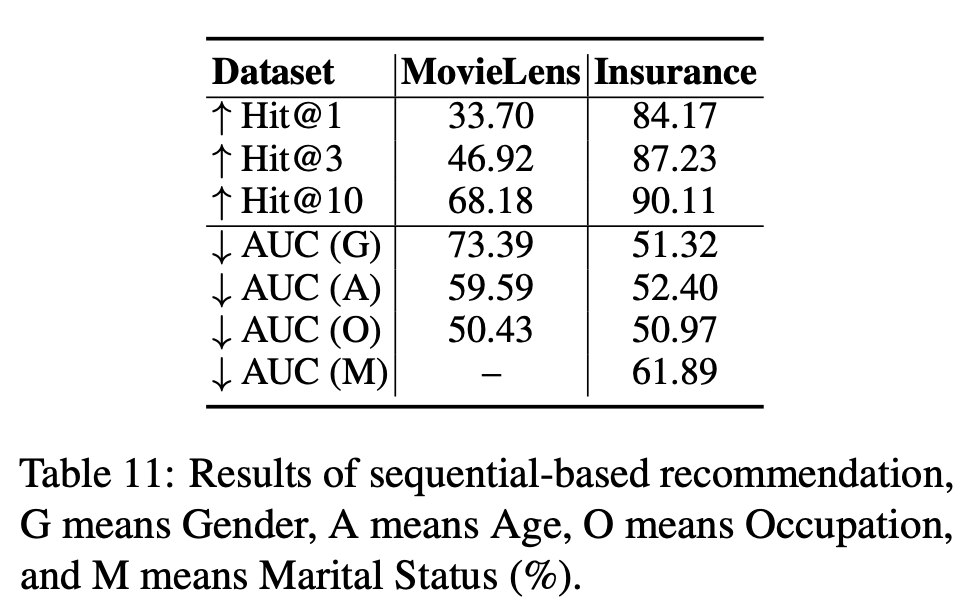 Dataset MovieLens Insurance
↑ Hit@1 33.70 84.17
↑ Hit@3 46.92 87.23
↑ Hit@10 68.18 90.11
↓ AUC (G) 73.39 51.32
↓ AUC (A) 59.59 52.40
↓ AUC (O) 50.43 50.97
↓ AUC (M) – 61.89
Table 11: Results of sequential-based recommendation,
G means Gender, A means Age, O means Occupation,
and M means Marital Status (%).